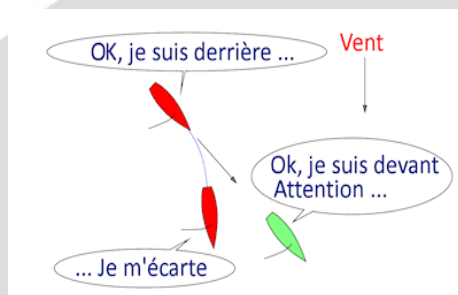 OK, je suis derrière ...
Vent
Ok, je suis devant
Attention ...
... Je m'écarte